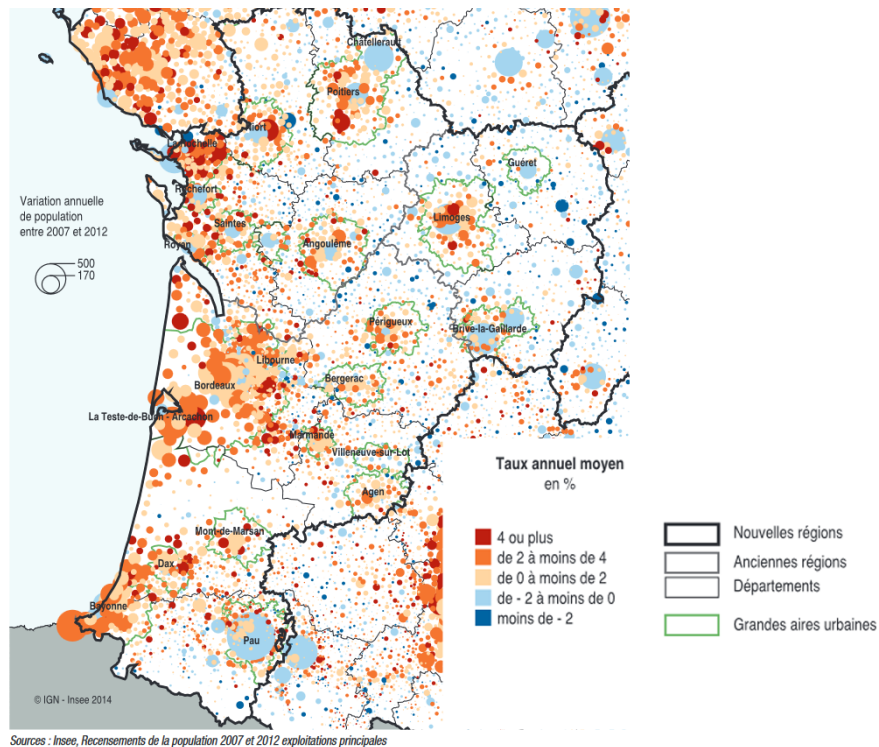 Châtellerault
Poitiers
Niort
La Rochelle
Guéret
Rochefort
Variation annuelle
de population
entre 2007 et 2012
Limoges
Saintes
Royan
Angoulême
500
170
Périgueux
Brive-la-Gaillarde
Libourne
Bordeaux
Bergerac
La Teste-de-Buch - Arcachon
Marmande
Villeneuve-sur-Lot
Agen
Taux annuel moyen
en %
4 ou plus
de 2 à moins de 4
de 0 à moins de 2
de - 2 à moins de 0
moins de - 2
Nouvelles régions
Anciennes régions
Départements
Grandes aires urbaines
Mont-de-Marsan
Dax
Bayonne
Pau
© IGN - Insee 2014
Sources : Insee, Recensements de la population 2007 et 2012 exploitations principales